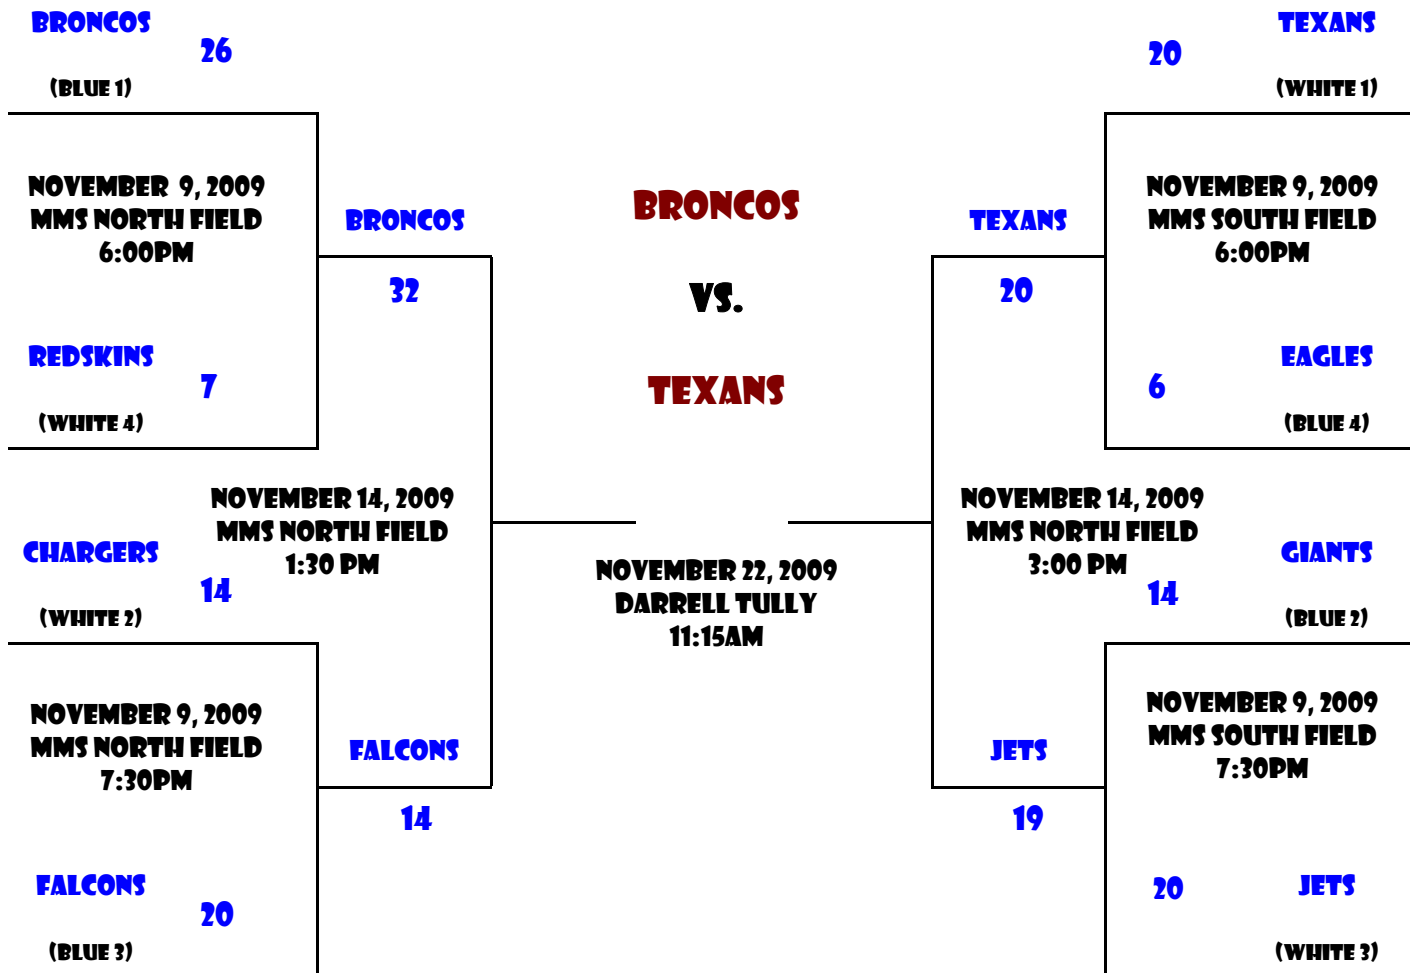 BRONCOS
26
(BLUE 1)
NOVEMBER 9, 2009
MMS NORTH FIELD
6:00PM
REDSKINS
7
(WHITE 4)
BRONCOS
32
CHARGERS
14
(WHITE 2)
NOVEMBER 14, 2009
MMS NORTH FIELD
1:30 PM
NOVEMBER 9, 2009
MMS NORTH FIELD
7:30PM
FALCONS
14
FALCONS
20
(BLUE 3)
BRONCOS
VS.
TEXANS
NOVEMBER 22, 2009
DARRELL TULLY
11:15AM
TEXANS
20
(WHITE 1)
NOVEMBER 9, 2009
MMS SOUTH FIELD
6:00PM
TEXANS
20
EAGLES
6
(BLUE 4)
NOVEMBER 14, 2009
MMS NORTH FIELD
3:00 PM
GIANTS
14
(BLUE 2)
NOVEMBER 9, 2009
MMS SOUTH FIELD
7:30PM
JETS
19
20
JETS
(WHITE 3)